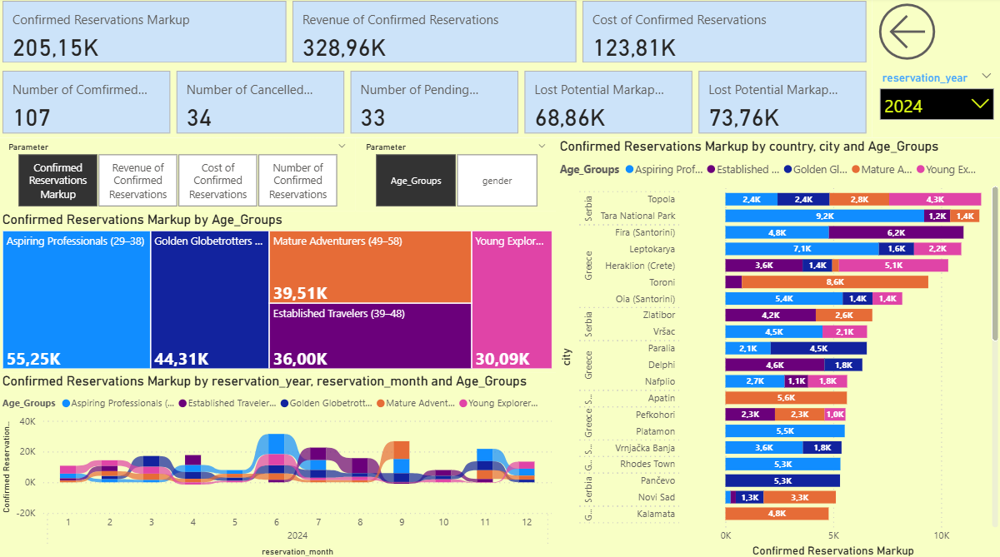 Confirmed Reservations Markup
205,15K
Revenue of Confirmed Reservations
328,96K
Cost of Confirmed Reservations
123,81K
Number of Comfirmed...
107
Number of Cancelled...
34
Number of Pending...
33
Lost Potential Markap...
68,86K
Lost Potential Markap...
73,76K
reservation_year
2024
Parameter
Confirmed
Reservations
Markup
Revenue of
Confirmed
Reservations
Cost of
Confirmed
Reservations
Number of
Confirmed
Reservations
Parameter
Age_Groups
gender
Confirmed Reservations Markup by Age_Groups
Aspiring Professionals (29–38)
55,25K
Golden Globetrotters ...
44,31K
Mature Adventurers (49–58)
39,51K
Established Travelers (39–48)
36,00K
Young Explor...
30,09K
Confirmed Reservations Markup by reservation_year, reservation_month and Age_Groups
Age_Groups Aspiring Professionals (... Established Traveler... Golden Globetrott... Mature Advent... Young Explorer...
Confirmed Reservation...
40K
20K
0K
-20K
1 2 3 4 5 6 7 8 9 10 11 12
2024
reservation_month
Confirmed Reservations Markup by country, city and Age_Groups
Age_Groups Aspiring Prof... Established ... Golden Gl... Mature A... Young Ex...
city
Serbia
Topola 2,4K 2,4K 2,8K 4,3K
Tara National Park 9,2K 1,2K 1,4K
Greece
Fira (Santorini) 4,8K 6,2K
Leptokarya 7,1K 1,6K 2,2K
Heraklion (Crete) 3,6K 1,4K 5,1K
Toroni 8,6K
Oia (Santorini) 5,4K 1,4K 1,4K
Serbia
Zlatibor 4,2K 2,6K
Vršac 4,5K 2,1K
Greece
Paralia 2,1K 4,5K
Delphi 4,6K 1,8K
Nafplio 2,7K 1,1K 1,8K
S...
Apatin 5,6K
Greece
Pefkohori 2,3K 2,3K 1,0K
Platamon 5,5K
S...
Vrnjačka Banja 3,6K 1,8K
G...
Rhodes Town 5,3K
Serbia
Pančevo 5,3K
Novi Sad 1,3K 3,3K
G...
Kalamata 4,8K
0K 5K 10K
Confirmed Reservations Markup